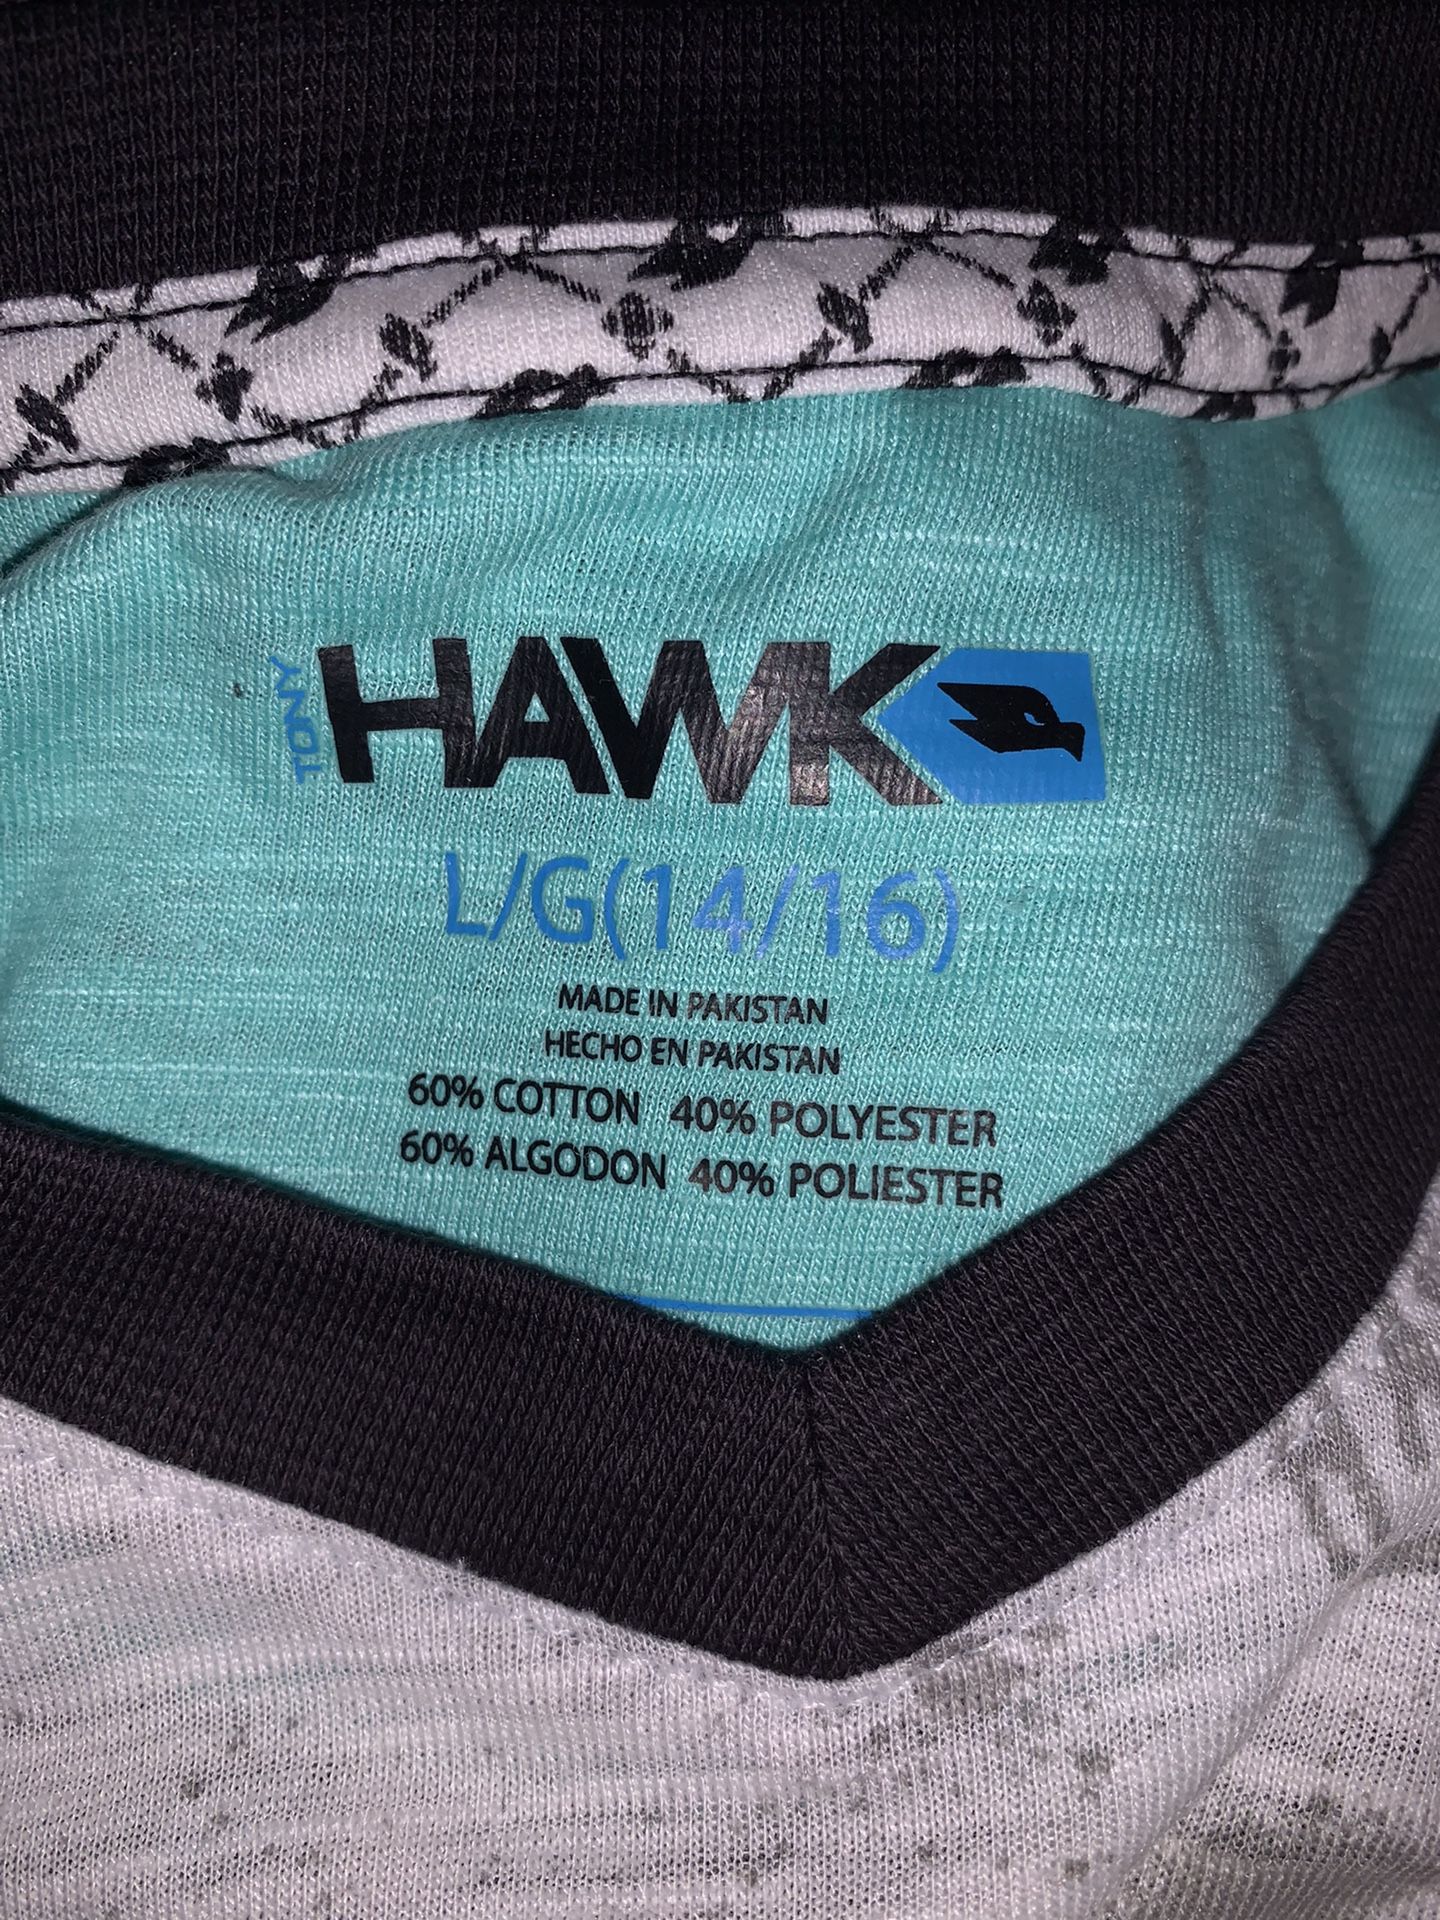 TONY HAWK
L/G(14/16)
MADE IN PAKISTAN
HECHO EN PAKISTAN
60% COTTON 40% POLYESTER
60% ALGODON 40% POLIESTER